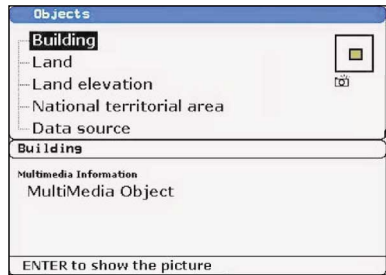 Objects
Building
Land
Land elevation
National territorial area
Data source
Building
Multimedia Information
MultiMedia Object
ENTER to show the picture